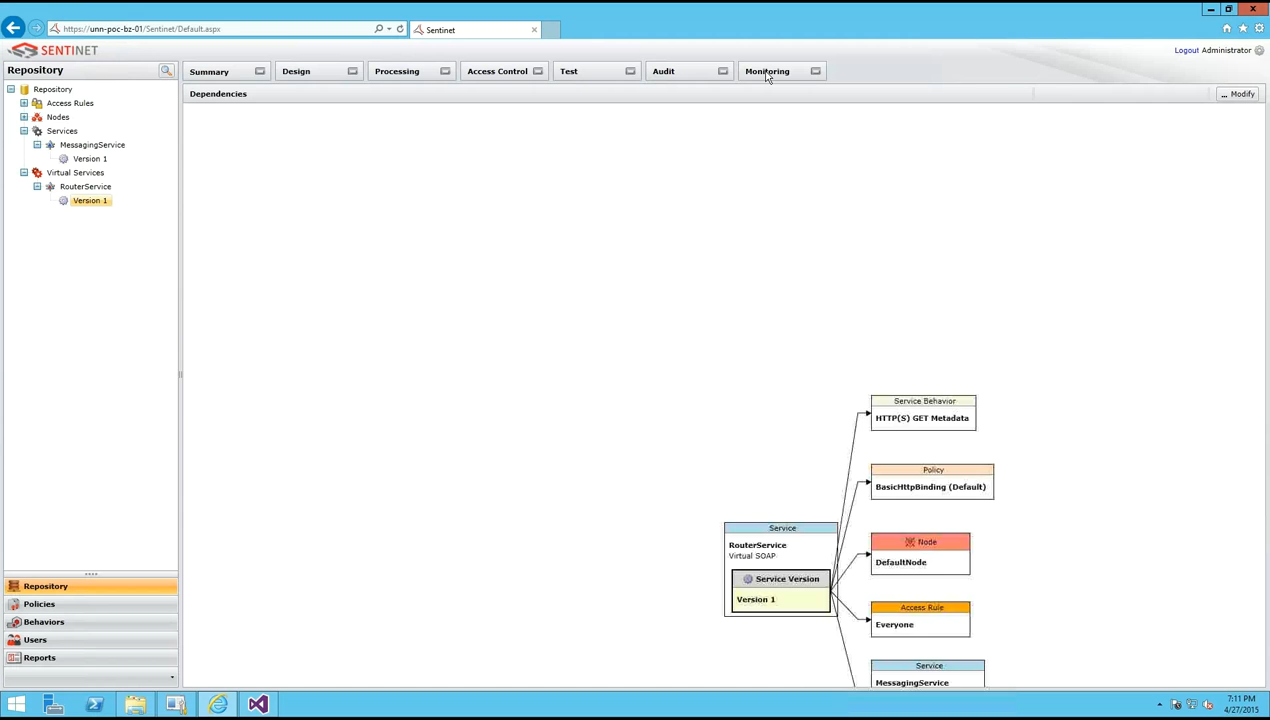 https://unn-poc-bz-01/Sentinet/Default.aspx
Sentinet
SENTINET
Logout Administrator
Repository
Summary
Design
Processing
Access Control
Test
Audit
Monitoring
Dependencies
... Modify
Repository
Access Rules
Nodes
Services
MessagingService
Version 1
Virtual Services
RouterService
Version 1
Service Behavior
HTTP(S) GET Metadata
Policy
BasicHttpBinding (Default)
Service
RouterService
Virtual SOAP
Service Version
Version 1
Node
DefaultNode
Access Rule
Everyone
Service
MessagingService
Repository
Policies
Behaviors
Users
Reports
7:11 PM
4/27/2015